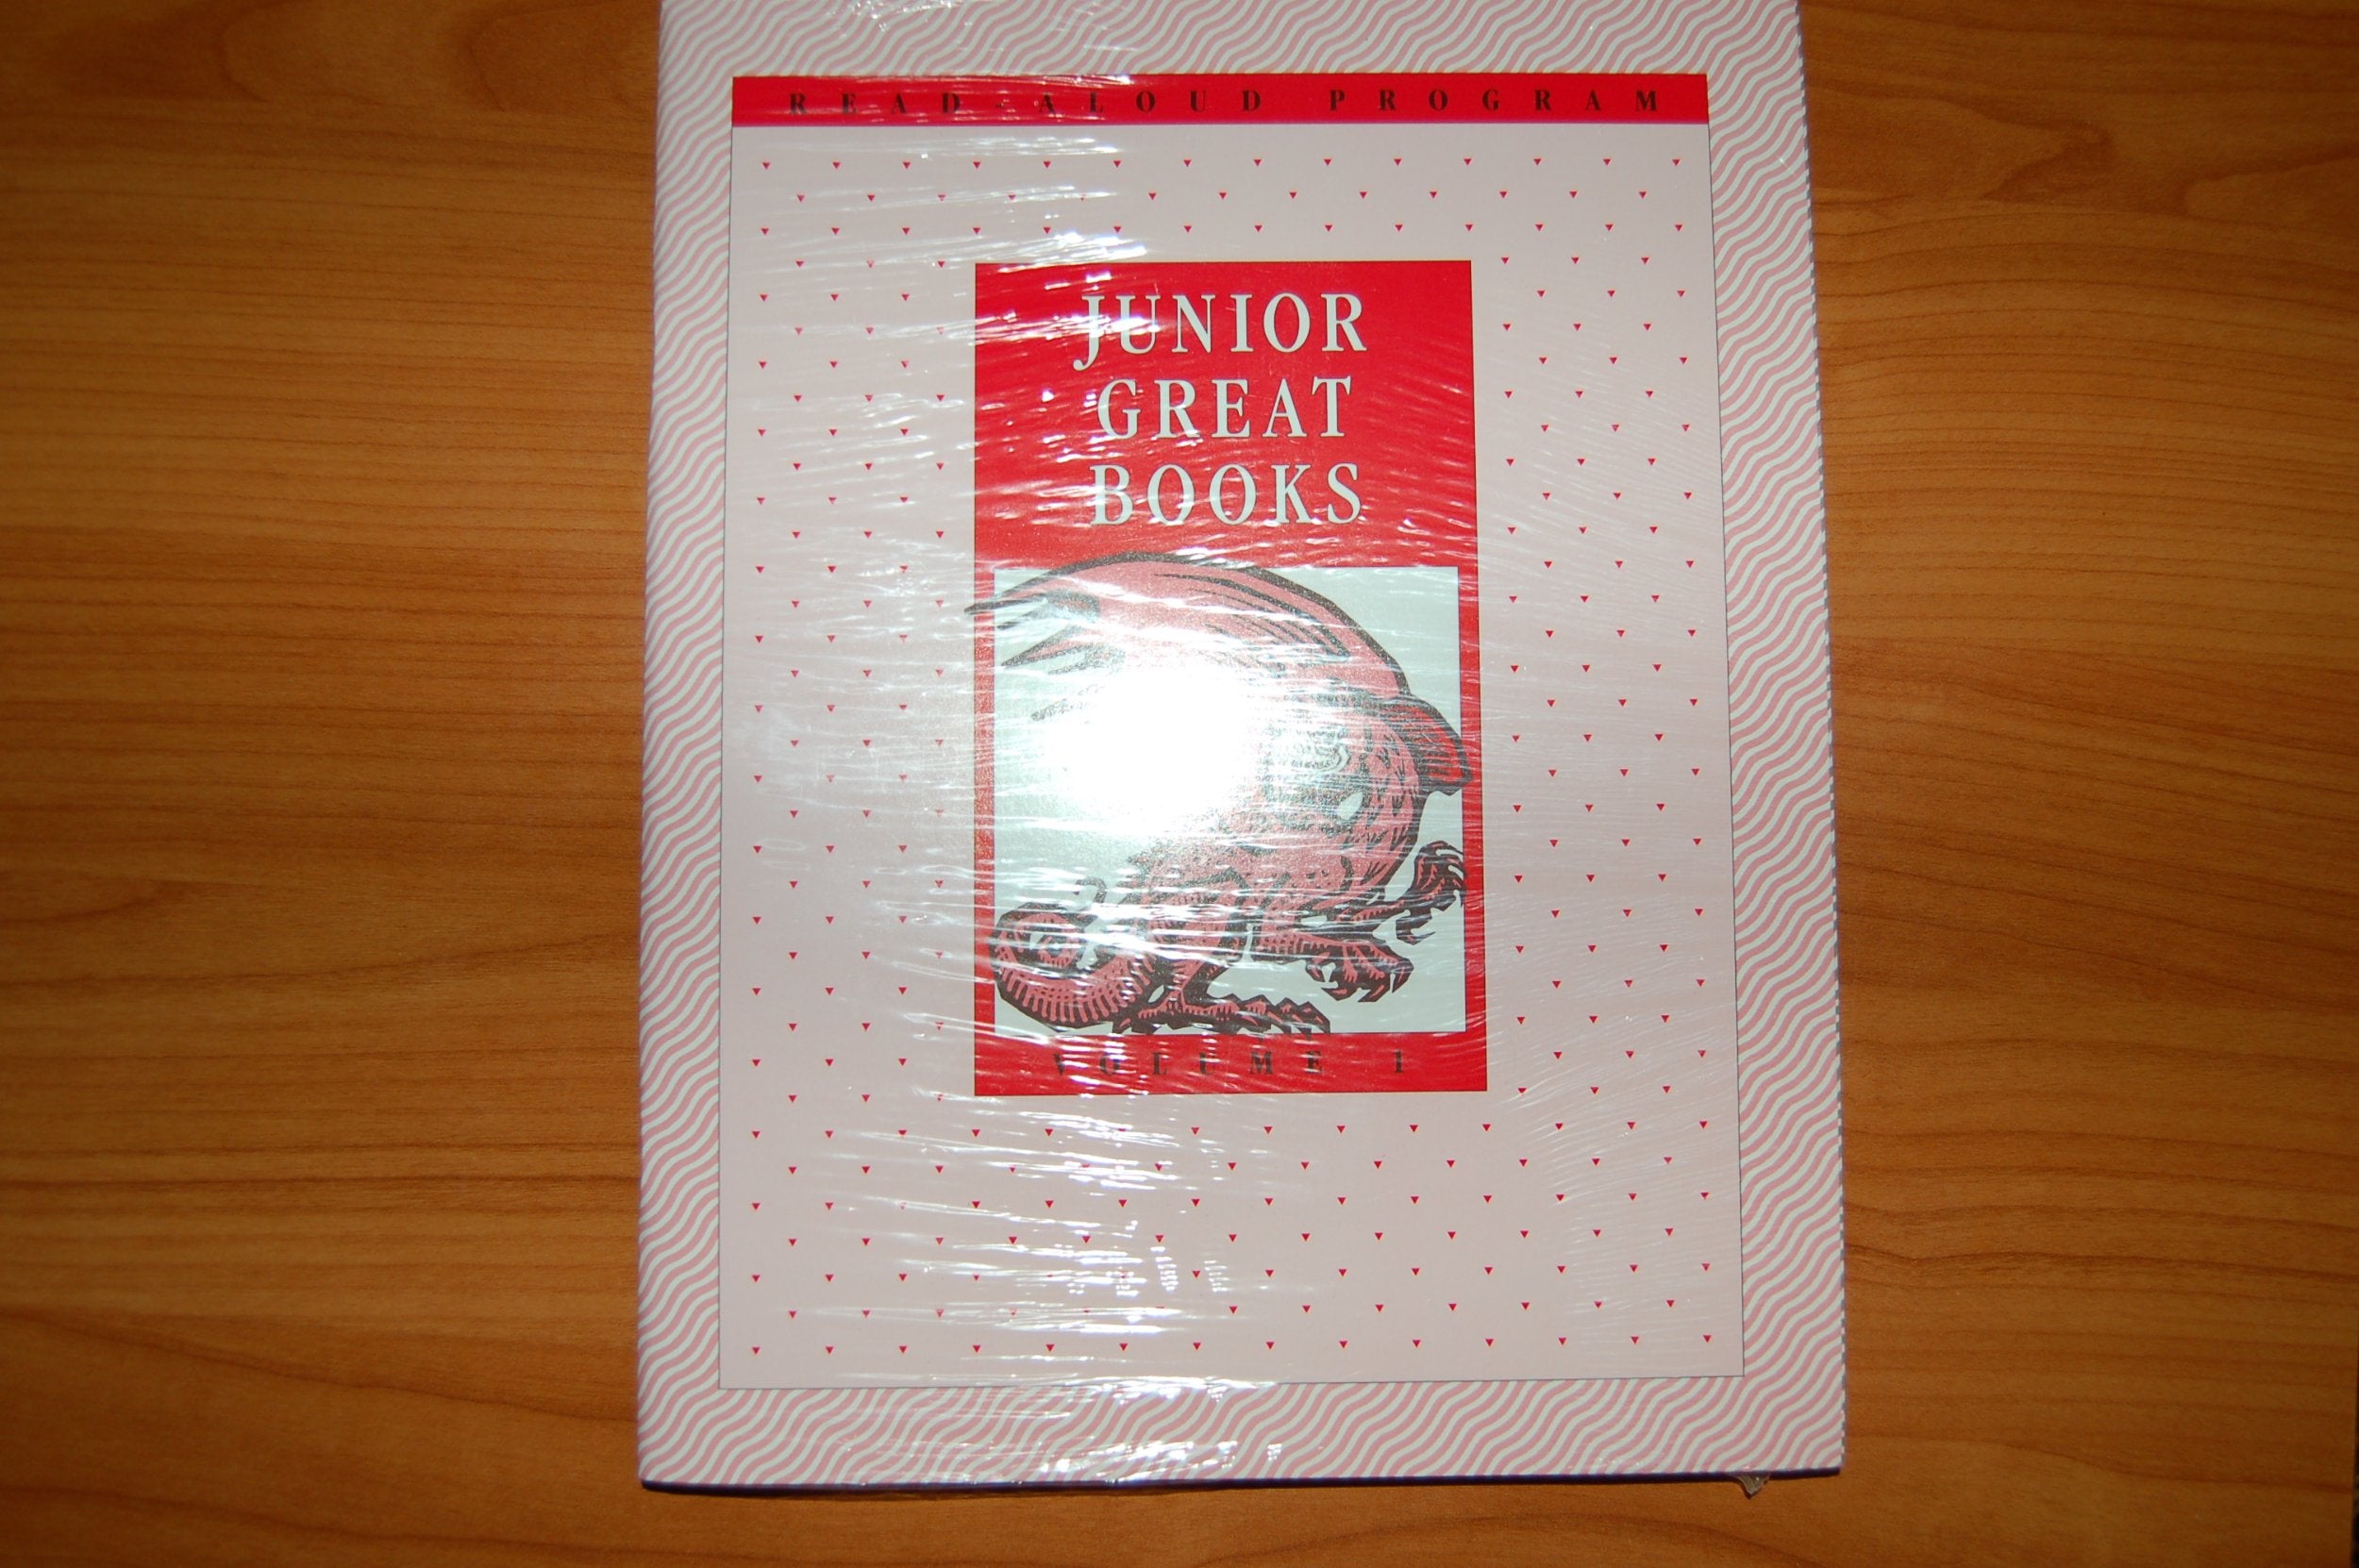 READ-ALOUD PROGRAM
JUNIOR
GREAT
BOOKS
VOLUME 1